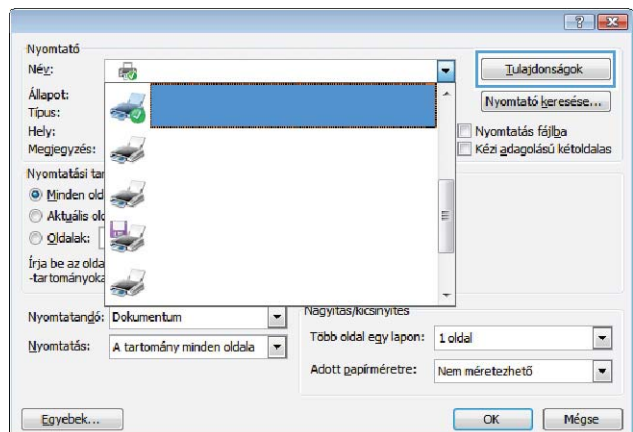 Nyomtató
Név:
Tulajdonságok
Állapot:
Nyomtató keresése...
Típus:
Hely:
Nyomtatás fájlba
Megjegyzés:
Kézi adagolású kétoldalas
Nyomtatási tar
Minden old
Aktuális old
Oldalak:
Írja be az olda
-tartományoka
Nagyítás/kicsinyítés
Nyomtatandó: Dokumentum
Több oldal egy lapon: 1 oldal
Nyomtatás: A tartomány minden oldala
Adott papírméretre: Nem méretezhető
Egyebek...
OK
Mégse